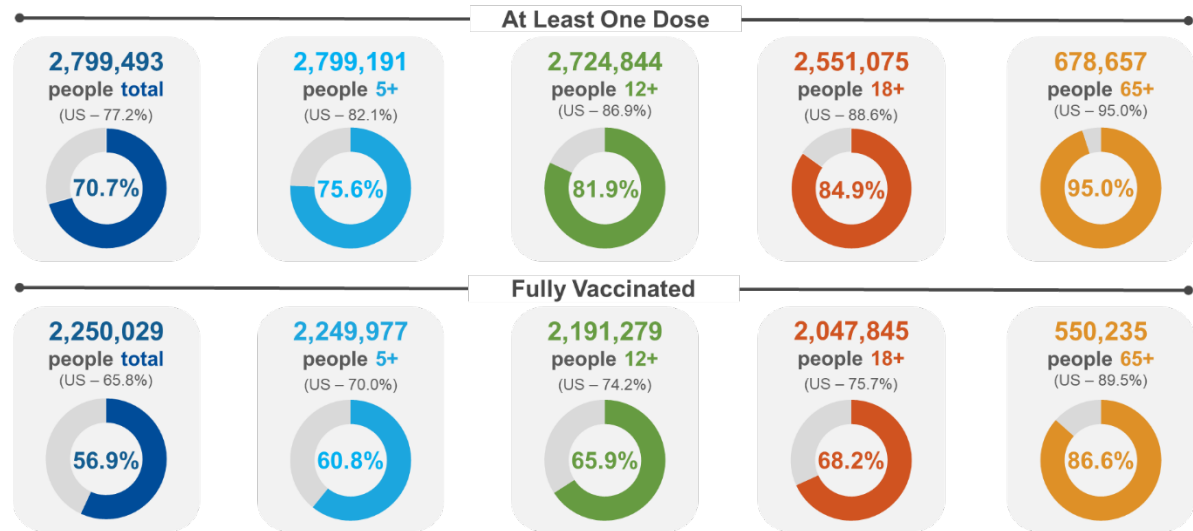 At Least One Dose
2,799,493
people total
(US – 77.2%)
70.7%
2,799,191
people 5+
(US – 82.1%)
75.6%
2,724,844
people 12+
(US – 86.9%)
81.9%
2,551,075
people 18+
(US – 88.6%)
84.9%
678,657
people 65+
(US – 95.0%)
95.0%
Fully Vaccinated
2,250,029
people total
(US – 65.8%)
56.9%
2,249,977
people 5+
(US – 70.0%)
60.8%
2,191,279
people 12+
(US – 74.2%)
65.9%
2,047,845
people 18+
(US – 75.7%)
68.2%
550,235
people 65+
(US – 89.5%)
86.6%